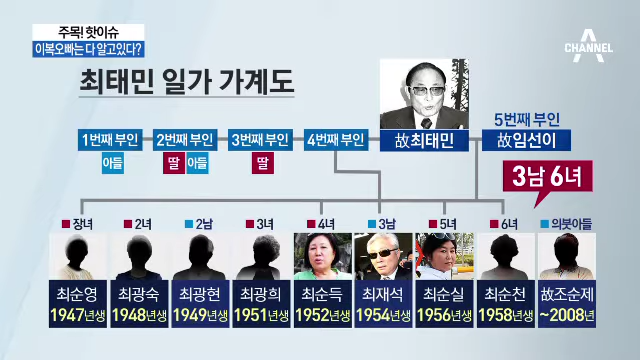 주목! 핫이슈
이복오빠는 다 알고있다?
CHANNEL A
최태민 일가 가계도
5번째 부인
1번째 부인 2번째 부인 3번째 부인 4번째 부인 故최태민 故임선이
아들 딸 아들 딸
3남 6녀
장녀 2녀 2남 3녀 4녀 3남 5녀 6녀 의붓아들
최순영 최광숙 최광현 최광희 최순득 최재석 최순실 최순천 故조순제
1947년생 1948년생 1949년생 1951년생 1952년생 1954년생 1956년생 1958년생 ~2008년